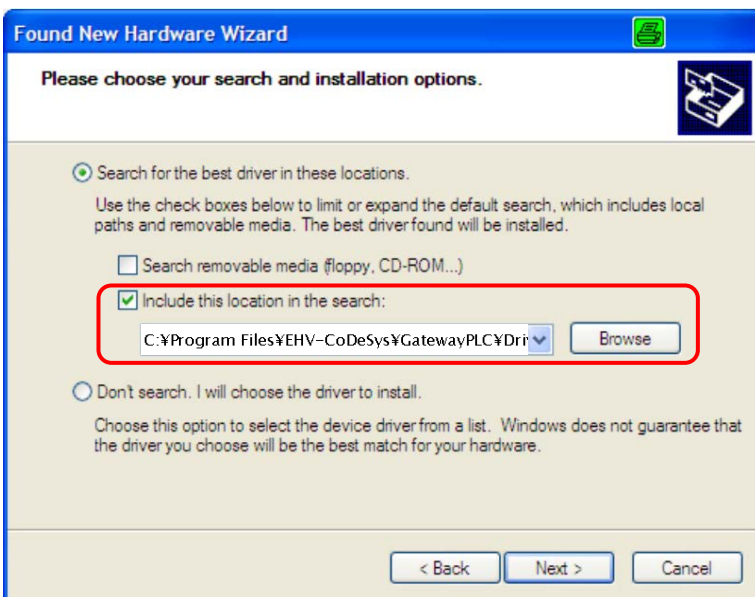 Found New Hardware Wizard
Please choose your search and installation options.
Search for the best driver in these locations.
Use the check boxes below to limit or expand the default search, which includes local
paths and removable media. The best driver found will be installed.
Search removable media (floppy, CD-ROM...)
Include this location in the search:
C:¥Program Files¥EHV-CoDeSys¥GatewayPLC¥Dri
Browse
Don't search. I will choose the driver to install.
Choose this option to select the device driver from a list. Windows does not guarantee that
the driver you choose will be the best match for your hardware.
< Back
Next >
Cancel